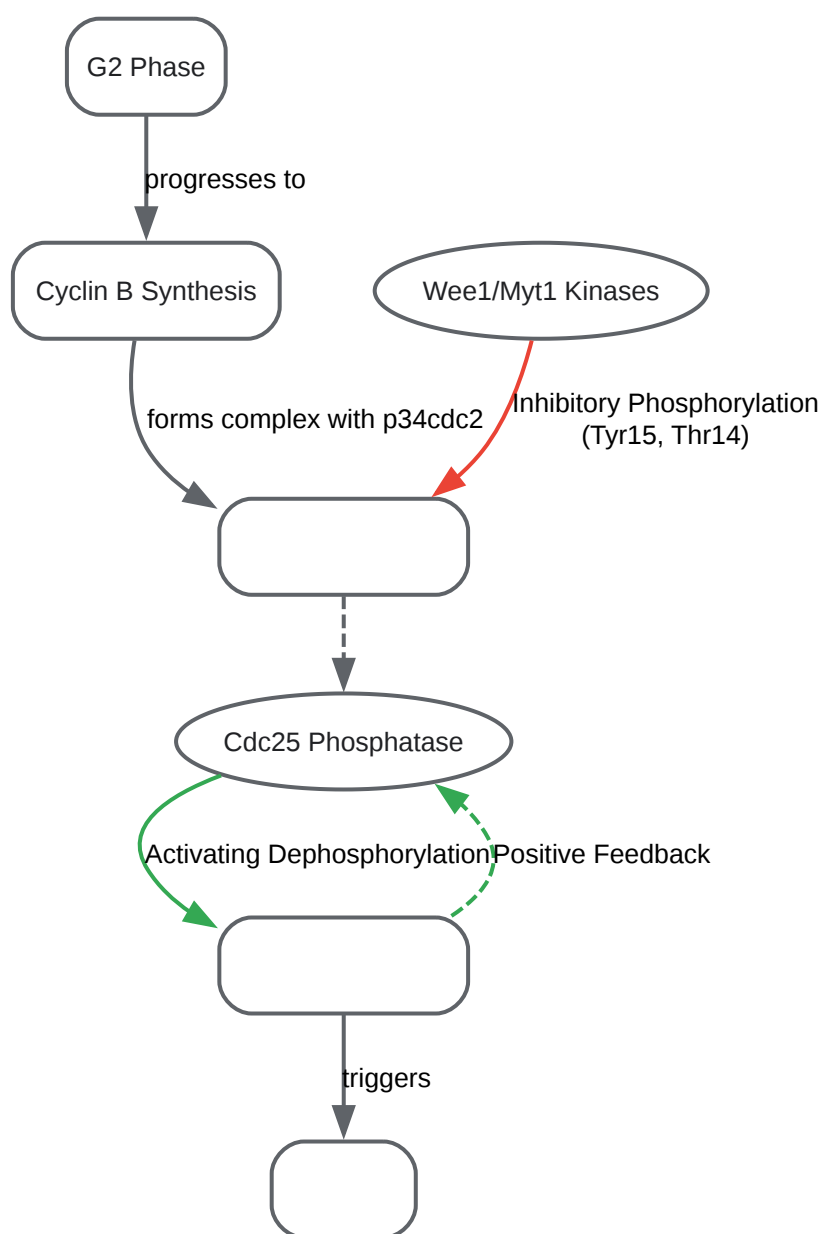 G2 Phase
progresses to
Cyclin B Synthesis
Wee1/Myt1 Kinases
forms complex with p34cdc2
Inhibitory Phosphorylation
(Tyr15, Thr14)
Cdc25 Phosphatase
Activating Dephosphorylation
Positive Feedback
triggers